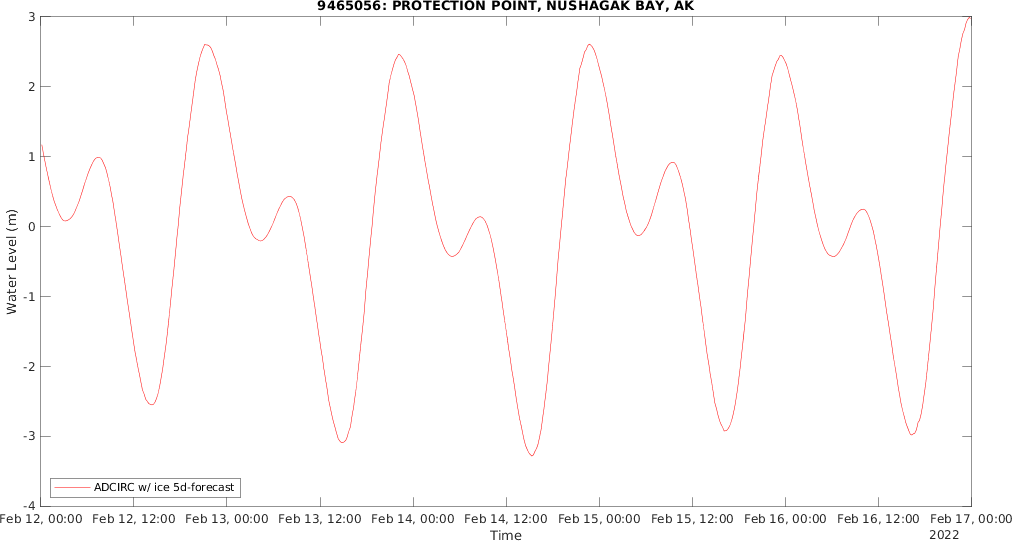 9465056: PROTECTION POINT, NUSHAGAK BAY, AK
3
2
1
0
-1
-2
-3
-4
Water Level (m)
ADCIRC w/ ice 5d-forecast
Feb 12, 00:00 Feb 12, 12:00 Feb 13, 00:00 Feb 13, 12:00 Feb 14, 00:00 Feb 14, 12:00 Feb 15, 00:00 Feb 15, 12:00 Feb 16, 00:00 Feb 16, 12:00 Feb 17, 00:00
Time
2022